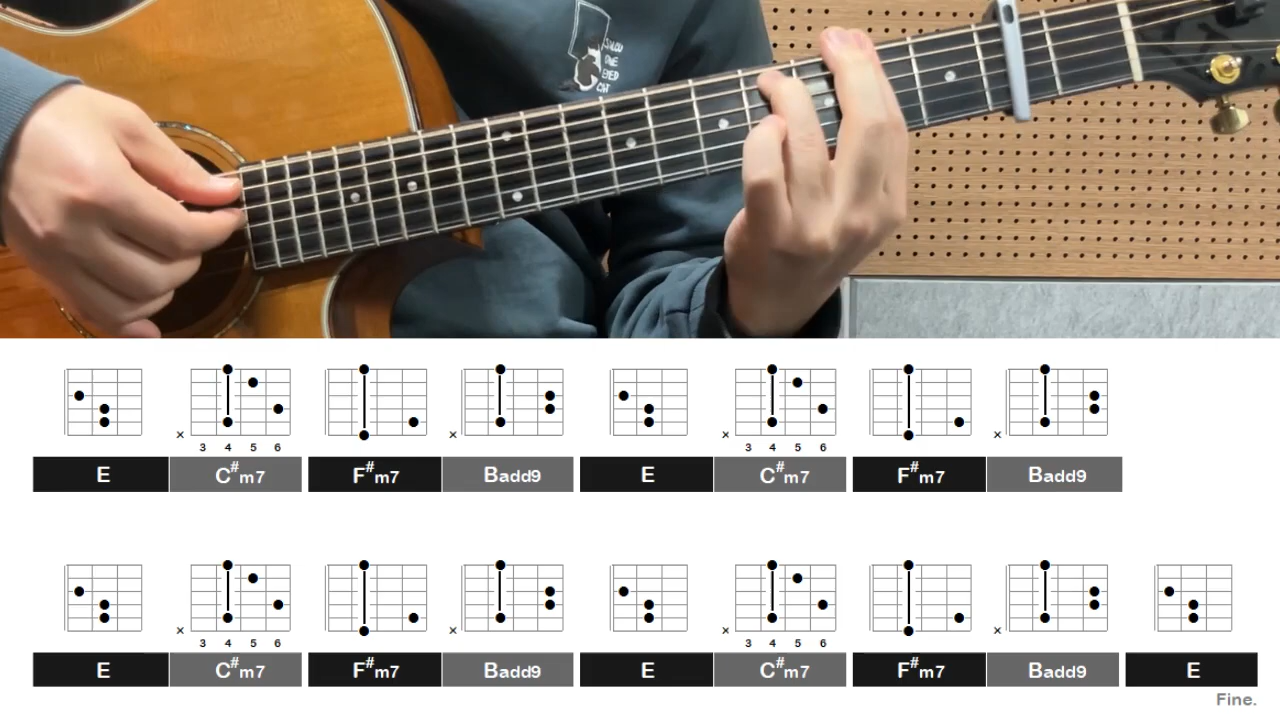 × × × ×
3 4 5 6 3 4 5 6
E C#m7 F#m7 Badd9 E C#m7 F#m7 Badd9
× × × ×
3 4 5 6 3 4 5 6
E C#m7 F#m7 Badd9 E C#m7 F#m7 Badd9 E
Fine.